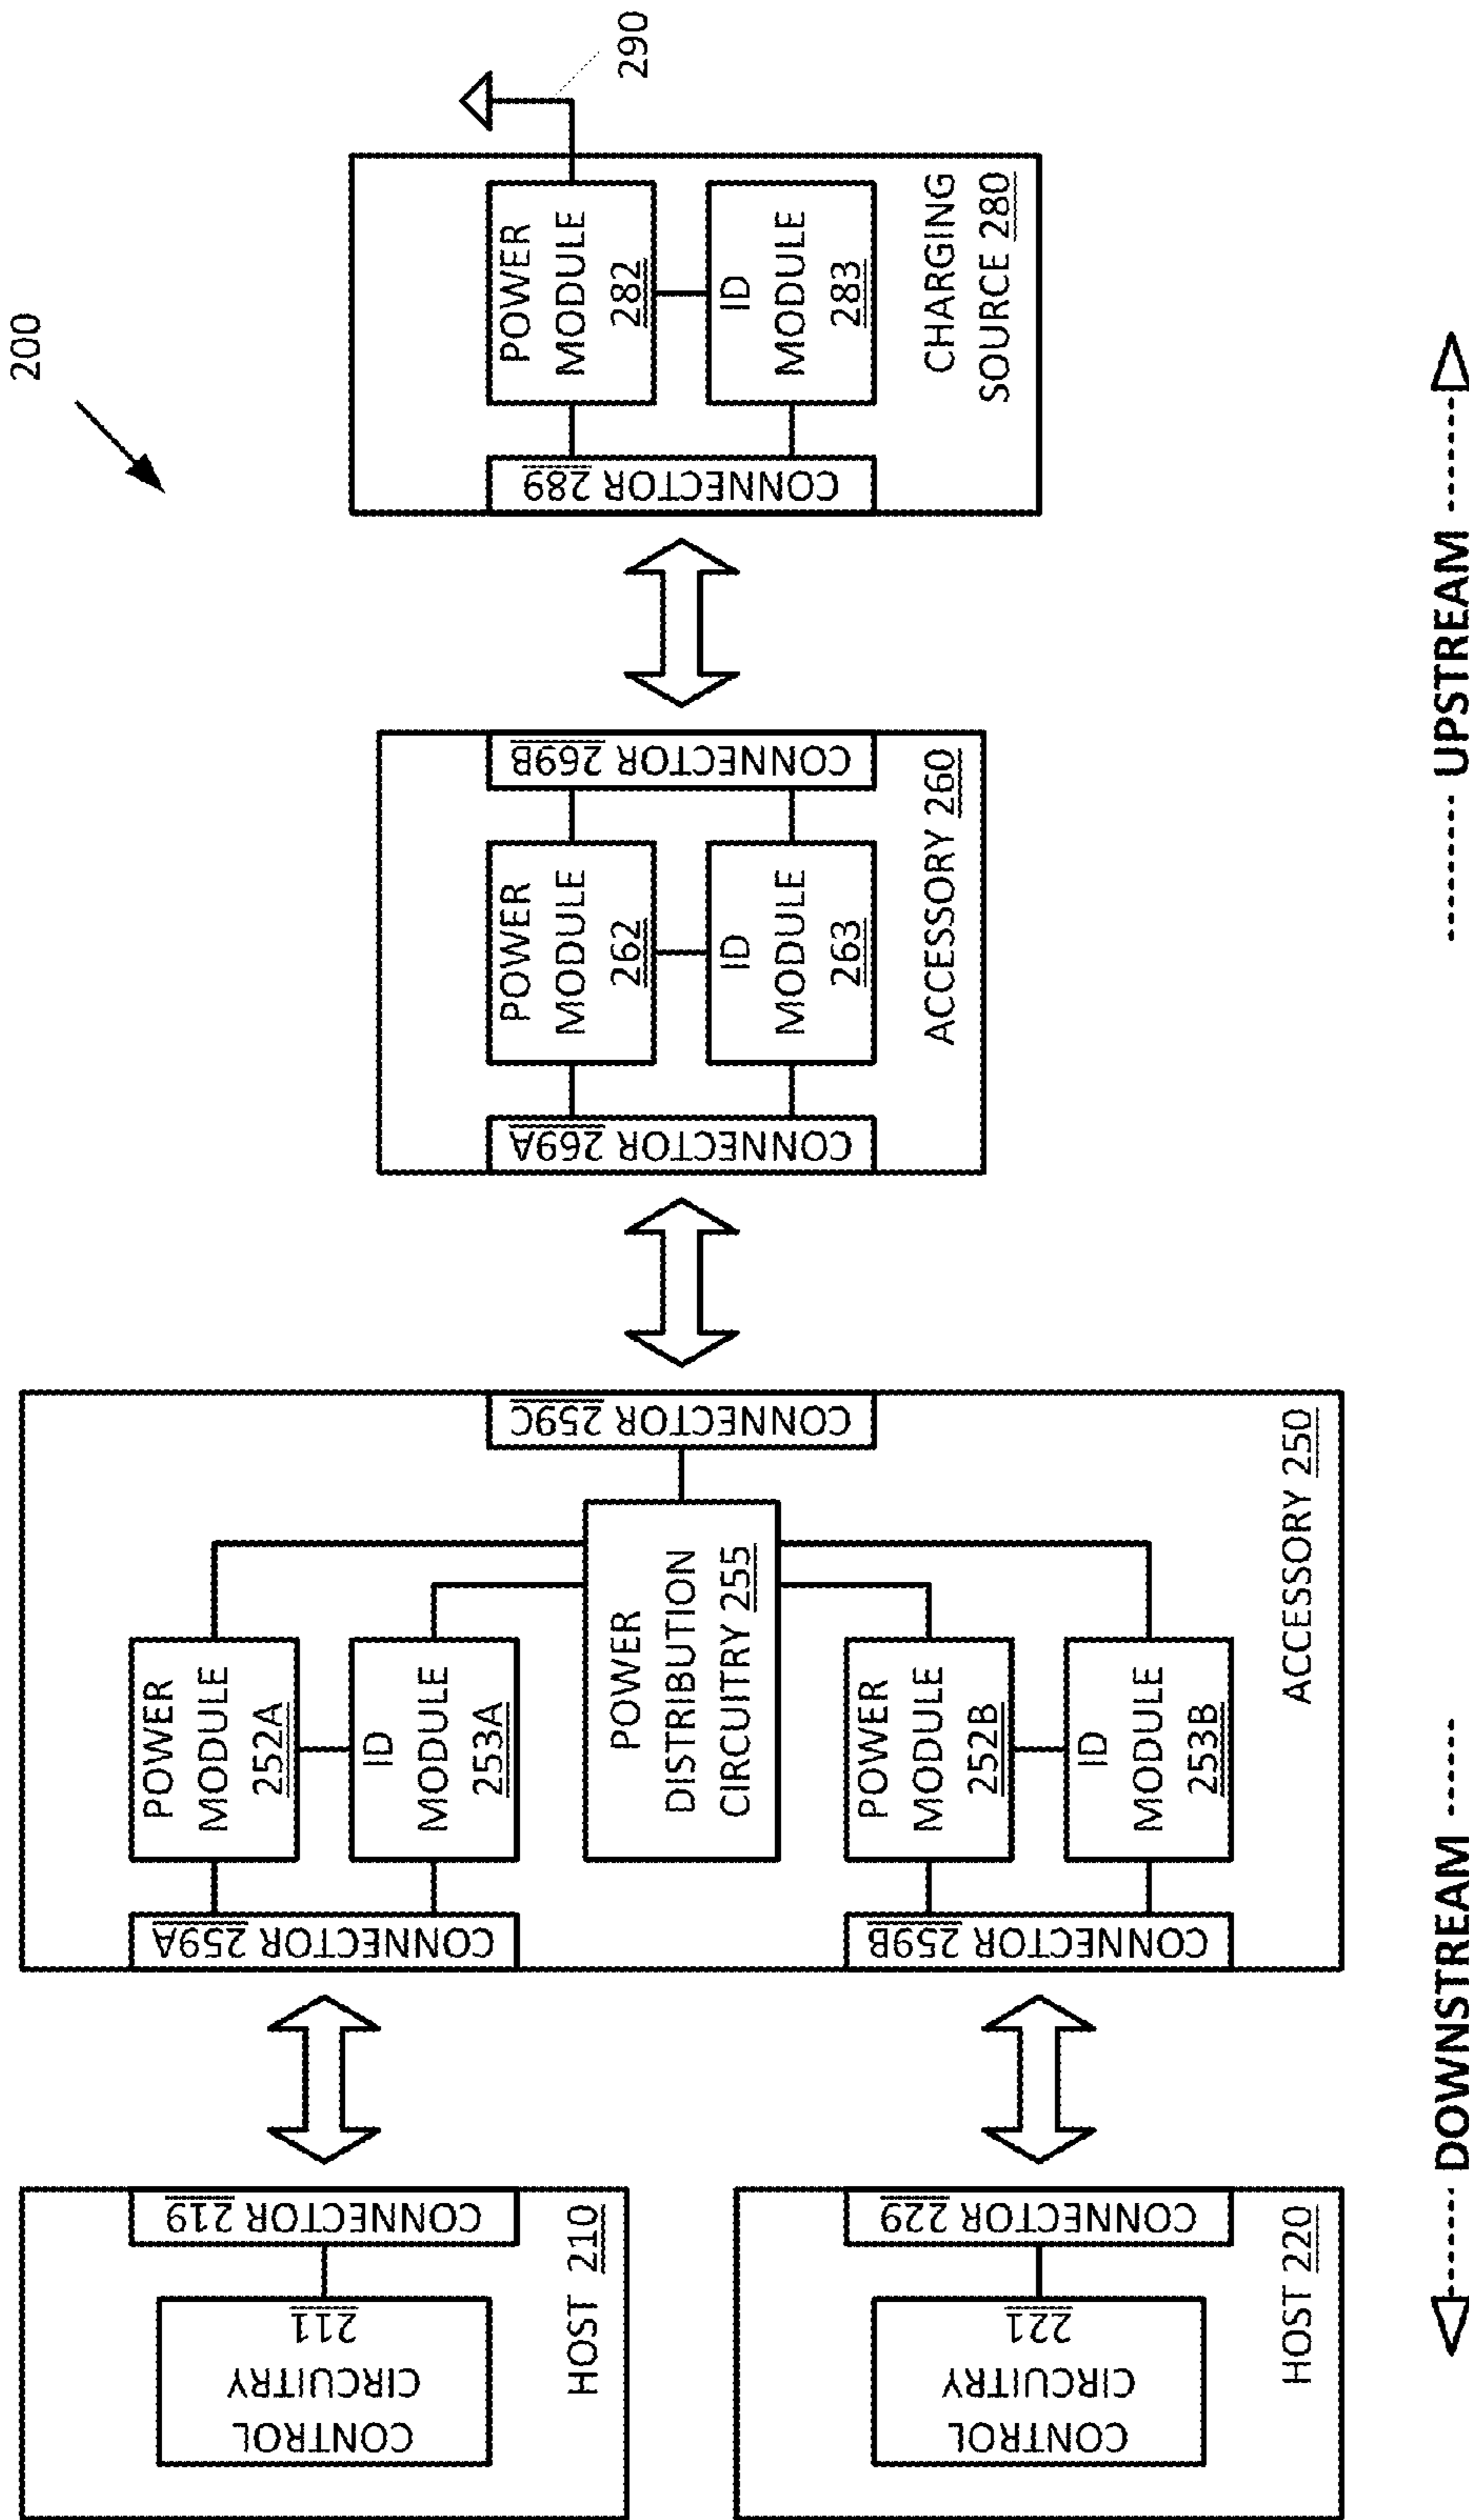 200
HOST 210
CONTROL
CIRCUITRY
211
CONNECTOR 219
HOST 220
CONTROL
CIRCUITRY
221
CONNECTOR 229
CONNECTOR 259A
POWER
MODULE
252A
ID
MODULE
253A
POWER
DISTRIBUTION
CIRCUITRY 255
CONNECTOR 259B
POWER
MODULE
252B
ID
MODULE
253B
CONNECTOR 259C
ACCESSORY 250
CONNECTOR 269A
POWER
MODULE
262
ID
MODULE
263
CONNECTOR 269B
ACCESSORY 260
CONNECTOR 289
POWER
MODULE
282
ID
MODULE
283
CHARGING
SOURCE 280
290
DOWNSTREAM
UPSTREAM